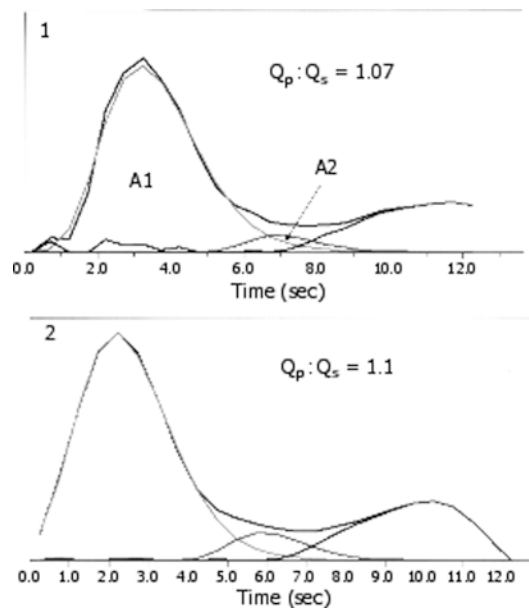 1
Qp:Qs = 1.07
A1
A2
0.0 2.0 4.0 6.0 8.0 10.0 12.0
Time (sec)
2
Qp:Qs = 1.1
0.0 1.0 2.0 3.0 4.0 5.0 6.0 7.0 8.0 9.0 10.0 11.0 12.0
Time (sec)